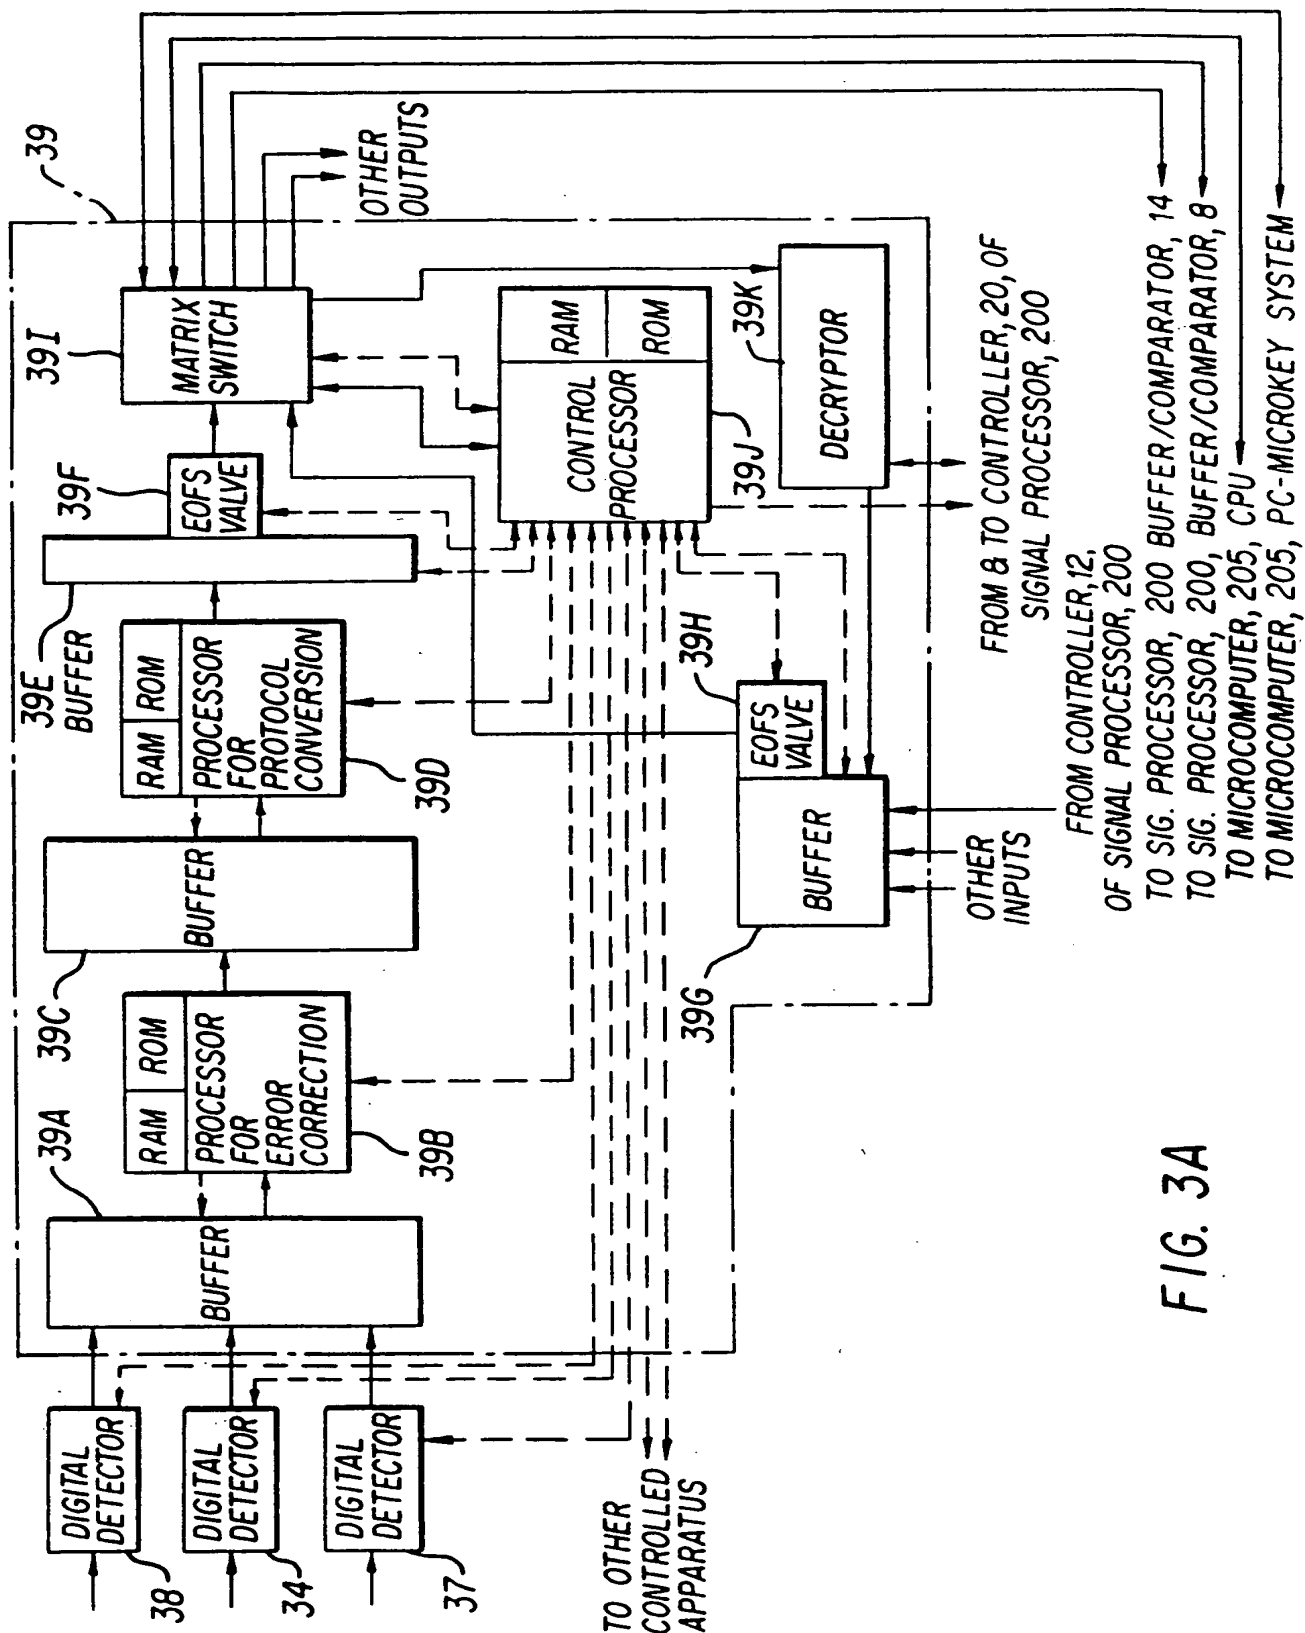 39
39A
39C
39E
BUFFER
39F
39I
DIGITAL
DETECTOR
38
DIGITAL
DETECTOR
34
DIGITAL
DETECTOR
37
BUFFER
RAM
ROM
PROCESSOR
FOR
ERROR
CORRECTION
39B
BUFFER
RAM
ROM
PROCESSOR
FOR
PROTOCOL
CONVERSION
39D
EOFS
VALVE
MATRIX
SWITCH
OTHER
OUTPUTS
CONTROL
PROCESSOR
RAM
ROM
39J
39K
DECRYPTOR
39H
EOFS
VALVE
BUFFER
39G
OTHER
INPUTS
TO OTHER
CONTROLLED
APPARATUS
FROM & TO CONTROLLER, 20, OF
SIGNAL PROCESSOR, 200
FROM CONTROLLER, 12,
OF SIGNAL PROCESSOR, 200
TO SIG. PROCESSOR, 200 BUFFER/COMPARATOR, 14
TO SIG. PROCESSOR, 200, BUFFER/COMPARATOR, 8
TO MICROCOMPUTER, 205, CPU
TO MICROCOMPUTER, 205, PC-MICROKEY SYSTEM
FIG. 3A